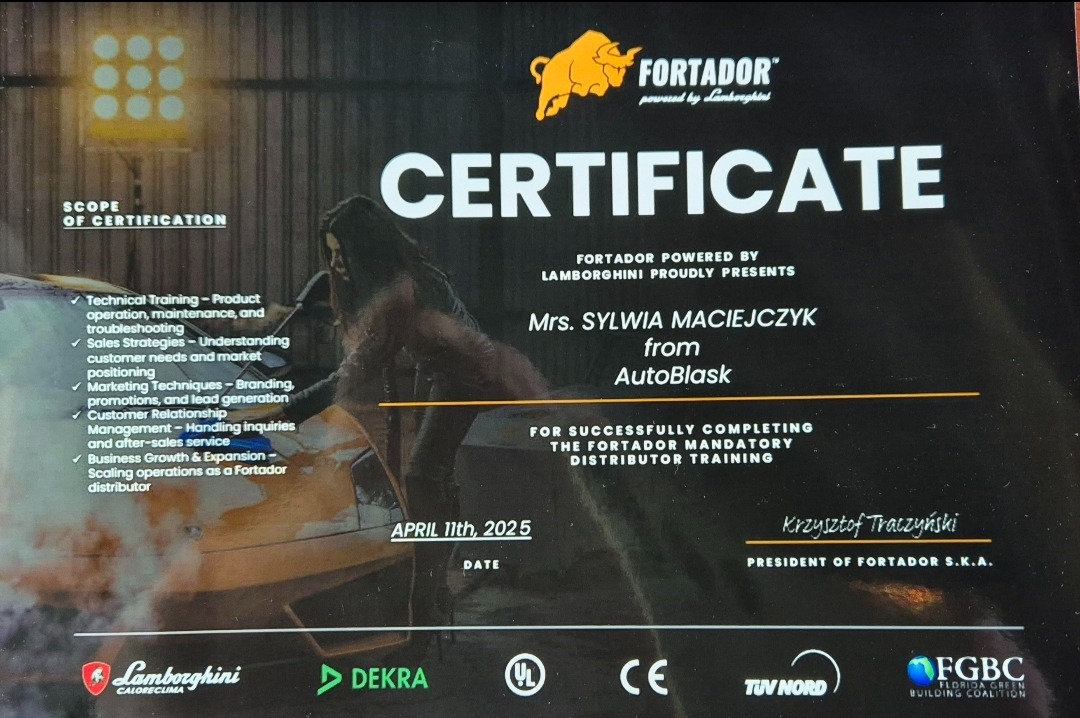 FORTADOR™
powered by Lamborghini
CERTIFICATE
SCOPE
OF CERTIFICATION
✓ Technical Training – Product
operation, maintenance, and
troubleshooting
✓ Sales Strategies – Understanding
customer needs and market
positioning
✓ Marketing Techniques – Branding,
promotions, and lead generation
✓ Customer Relationship
Management – Handling inquiries
and after-sales service
✓ Business Growth & Expansion –
Scaling operations as a Fortador
distributor
FORTADOR POWERED BY
LAMBORGHINI PROUDLY PRESENTS
Mrs. SYLWIA MACIEJCZYK
from
AutoBlask
FOR SUCCESSFULLY COMPLETING
THE FORTADOR MANDATORY
DISTRIBUTOR TRAINING
APRIL 11th, 2025
DATE
Krzysztof Traczyński
PRESIDENT OF FORTADOR S.K.A.
Lamborghini
CALORECLIMA
DEKRA
UL
CE
TUV NORD
FGBC
FLORIDA GREEN
BUILDING COALITION